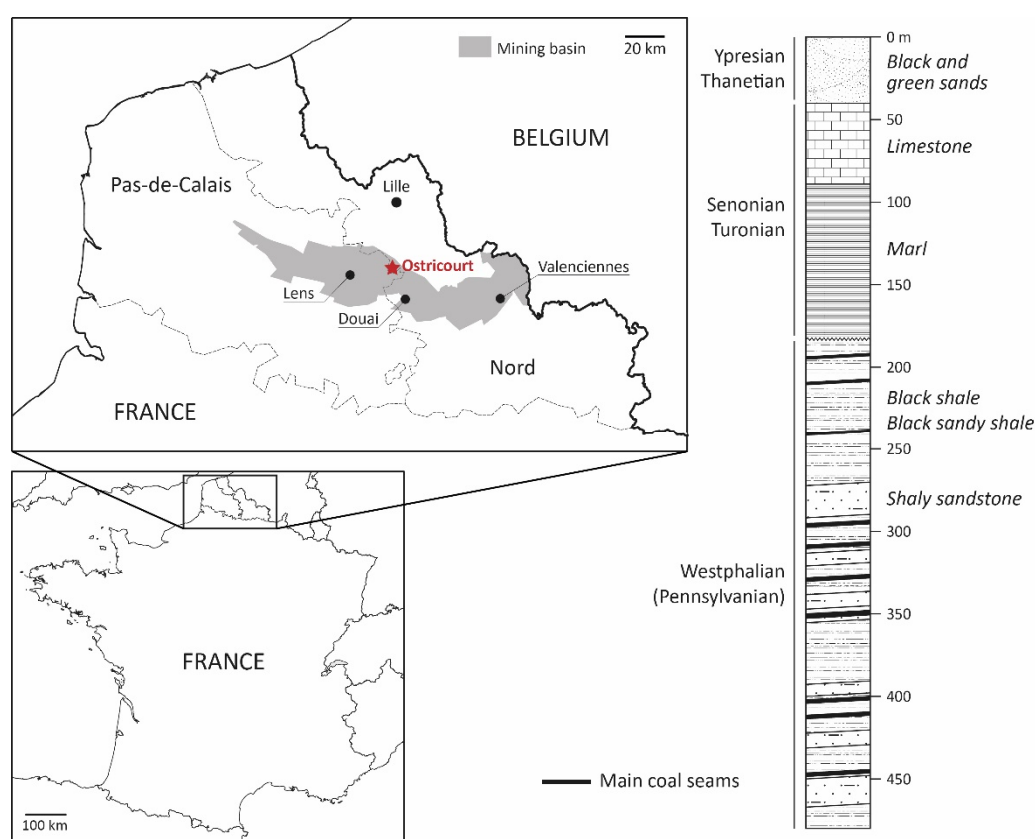 Mining basin
20 km
BELGIUM
Pas-de-Calais
Lille
Ostricourt
Valenciennes
Lens
Douai
Nord
FRANCE
FRANCE
100 km
Ypresian
Thanetian
Senonian
Turonian
Westphalian
(Pennsylvanian)
Main coal seams
0 m
50
100
150
200
250
300
350
400
450
Black and
green sands
Limestone
Marl
Black shale
Black sandy shale
Shaly sandstone